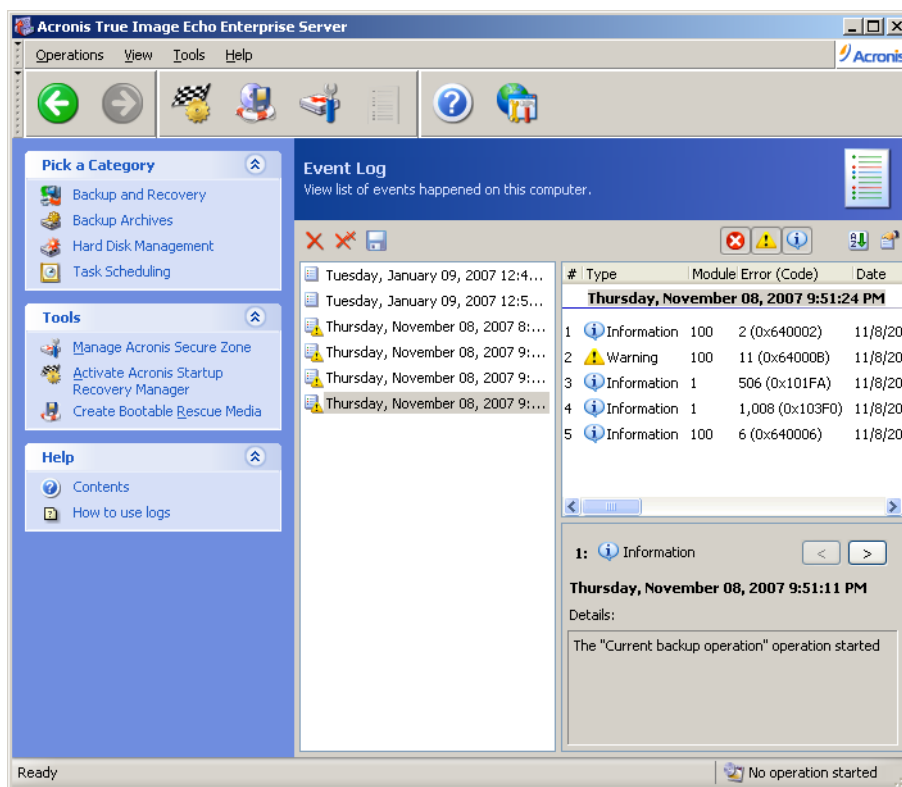 Acronis True Image Echo Enterprise Server
Operations View Tools Help
Acronis
Pick a Category
Backup and Recovery
Backup Archives
Hard Disk Management
Task Scheduling
Tools
Manage Acronis Secure Zone
Activate Acronis Startup
Recovery Manager
Create Bootable Rescue Media
Help
Contents
How to use logs
Event Log
View list of events happened on this computer.
Tuesday, January 09, 2007 12:4...
Tuesday, January 09, 2007 12:5...
Thursday, November 08, 2007 8:...
Thursday, November 08, 2007 9:...
Thursday, November 08, 2007 9:...
Thursday, November 08, 2007 9:...
# Type Module Error (Code) Date
Thursday, November 08, 2007 9:51:24 PM
1 Information 100 2 (0x640002) 11/8/20
2 Warning 100 11 (0x64000B) 11/8/20
3 Information 1 506 (0x101FA) 11/8/20
4 Information 1 1,008 (0x103F0) 11/8/20
5 Information 100 6 (0x640006) 11/8/20
1: Information < >
Thursday, November 08, 2007 9:51:11 PM
Details:
The "Current backup operation" operation started
Ready
No operation started